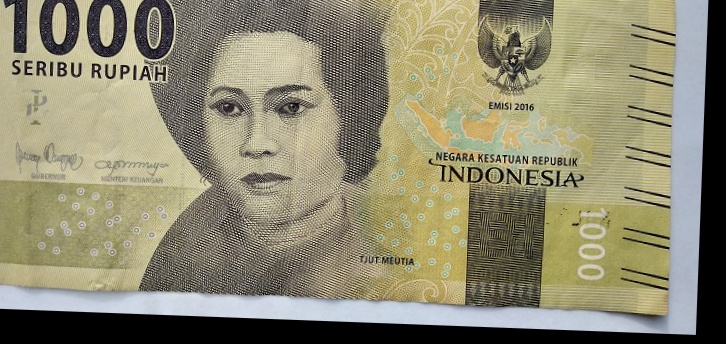 1000
SERIBU RUPIAH
GUBERNUR
MENTERI KEUANGAN
EMISI 2016
NEGARA KESATUAN REPUBLIK
INDONESIA
TJUT MEUTIA
1000